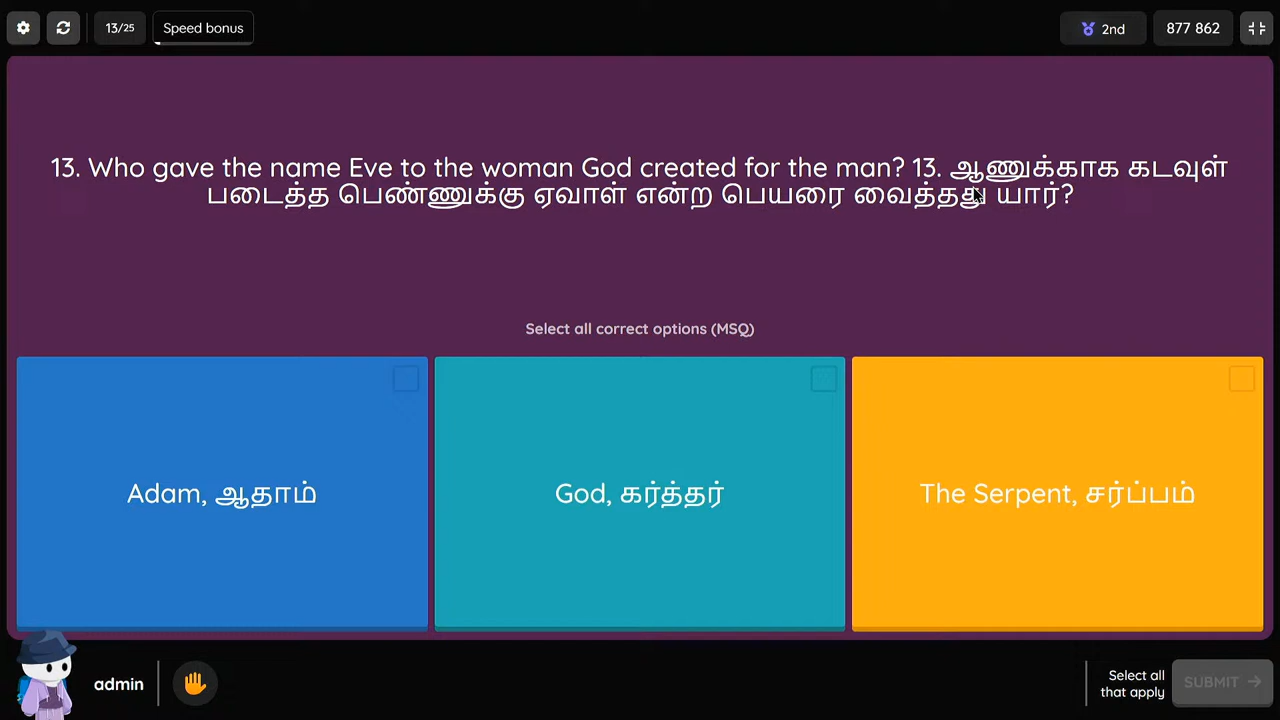 13/25
Speed bonus
2nd
877 862
13. Who gave the name Eve to the woman God created for the man? 13. ஆணுக்காக கடவுள்
படைத்த பெண்ணுக்கு ஏவாள் என்ற பெயரை வைத்தது யார்?
Select all correct options (MSQ)
Adam, ஆதாம்
God, கர்த்தர்
The Serpent, சர்ப்பம்
admin
Select all
that apply
SUBMIT